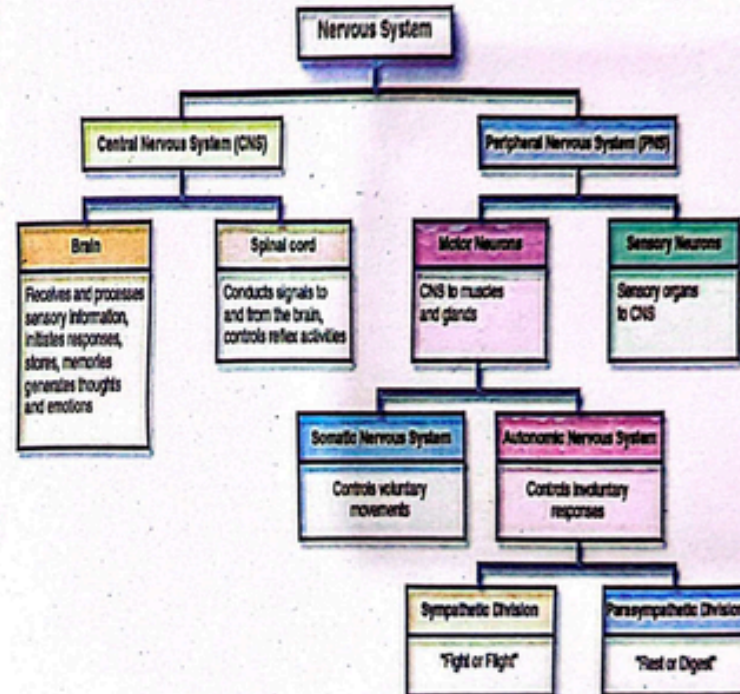 Nervous System
Central Nervous System (CNS)
Peripheral Nervous System (PNS)
Brain
Receives and processes
sensory information,
initiates responses,
stores, memories
generates thoughts
and emotions
Spinal cord
Conducts signals to
and from the brain,
controls reflex activities
Motor Neurons
CNS to muscles
and glands
Sensory Neurons
Sensory organs
to CNS
Somatic Nervous System
Controls voluntary
movements
Autonomic Nervous System
Controls involuntary
responses
Sympathetic Division
"Fight or Flight"
Parasympathetic Division
"Rest or Digest"